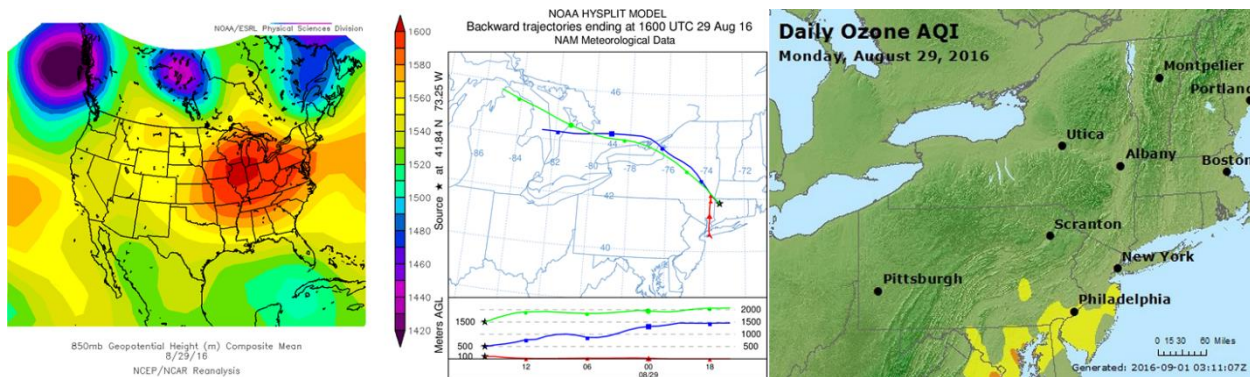 NOAA/ESRL Physical Sciences Division
1600
1580
1560
1540
1520
1500
1480
1460
1440
1420
850mb Geopotential Height (m) Composite Mean
8/29/16
NCEP/NCAR Reanalysis
NOAA HYSPLIT MODEL
Backward trajectories ending at 1600 UTC 29 Aug 16
NAM Meteorological Data
Source ★ at 41.84 N 73.25 W
46
-86
-84
44
-78
-76
-74
-72
42
40
Meters AGL
1500
500
100
2000
1500
1000
500
12
06
00
18
08/29
Daily Ozone AQI
Monday, August 29, 2016
Montpelier
Portland
Utica
Albany
Boston
Scranton
New York
Pittsburgh
Philadelphia
0 15 30 60 Miles
Generated: 2016-09-01 03:11:07Z